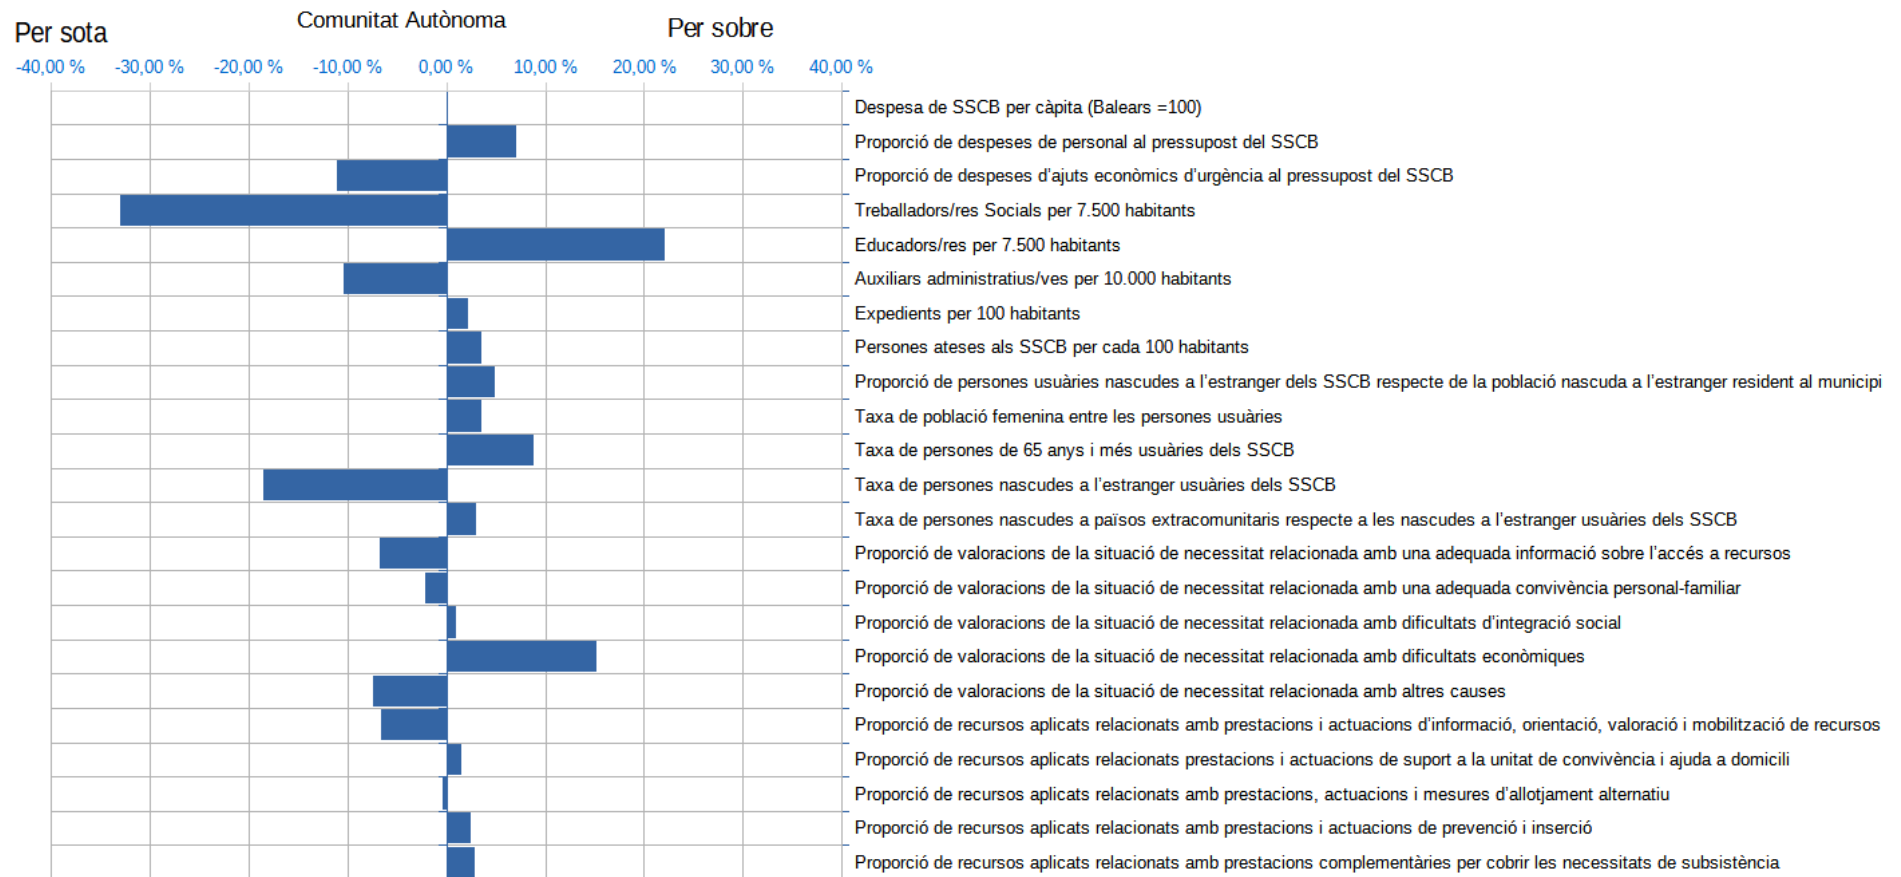 Per sota
Comunitat Autònoma
Per sobre
-40,00 % -30,00 % -20,00 % -10,00 % 0,00 % 10,00 % 20,00 % 30,00 % 40,00 %
Despesa de SSCB per càpita (Balears =100)
Proporció de despeses de personal al pressupost del SSCB
Proporció de despeses d’ajuts econòmics d’urgència al pressupost del SSCB
Treballadors/res Socials per 7.500 habitants
Educadors/res per 7.500 habitants
Auxiliars administratius/ves per 10.000 habitants
Expedients per 100 habitants
Persones ateses als SSCB per cada 100 habitants
Proporció de persones usuàries nascudes a l’estranger dels SSCB respecte de la població nascuda a l’estranger resident al municipi
Taxa de població femenina entre les persones usuàries
Taxa de persones de 65 anys i més usuàries dels SSCB
Taxa de persones nascudes a l’estranger usuàries dels SSCB
Taxa de persones nascudes a països extracomunitaris respecte a les nascudes a l’estranger usuàries dels SSCB
Proporció de valoracions de la situació de necessitat relacionada amb una adequada informació sobre l’accés a recursos
Proporció de valoracions de la situació de necessitat relacionada amb una adequada convivència personal-familiar
Proporció de valoracions de la situació de necessitat relacionada amb dificultats d’integració social
Proporció de valoracions de la situació de necessitat relacionada amb dificultats econòmiques
Proporció de valoracions de la situació de necessitat relacionada amb altres causes
Proporció de recursos aplicats relacionats amb prestacions i actuacions d’informació, orientació, valoració i mobilització de recursos
Proporció de recursos aplicats relacionats prestacions i actuacions de suport a la unitat de convivència i ajuda a domicili
Proporció de recursos aplicats relacionats amb prestacions, actuacions i mesures d’allotjament alternatiu
Proporció de recursos aplicats relacionats amb prestacions i actuacions de prevenció i inserció
Proporció de recursos aplicats relacionats amb prestacions complementàries per cobrir les necessitats de subsistència